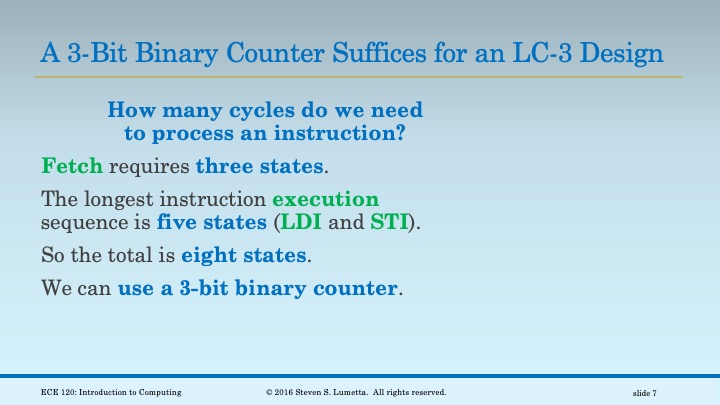 A 3-Bit Binary Counter Suffices for an LC-3 Design
How many cycles do we need
to process an instruction?
Fetch requires three states.
The longest instruction execution
sequence is five states (LDI and STI).
So the total is eight states.
We can use a 3-bit binary counter.
ECE 120: Introduction to Computing
© 2016 Steven S. Lumetta. All rights reserved.
slide 7